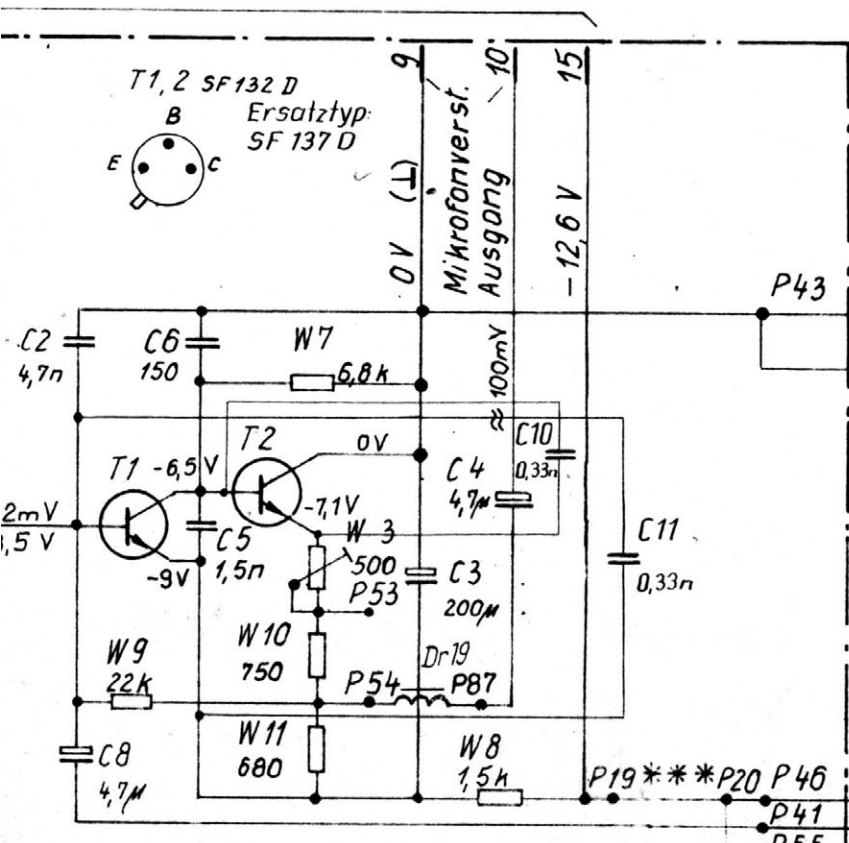 T1, 2 SF 132 D
Ersatztyp:
SF 137 D
B
E
C
9
10
15
0V (⊥)
Mikrofonverst.
Ausgang
-12,6 V
≈ 100mV
P43
C2
4,7n
C6
150
W7
6,8k
T1
-6,5 V
T2
0V
C10
0,33n
C4
4,7µ
2mV
,5 V
-9V
C5
1,5n
-7,1V
W 3
500
P53
C3
200µ
C11
0,33n
W9
22k
W10
750
Dr19
P54
P87
C8
4,7µ
W11
680
W8
1,5k
P19 *** P20 P46
P41
P55